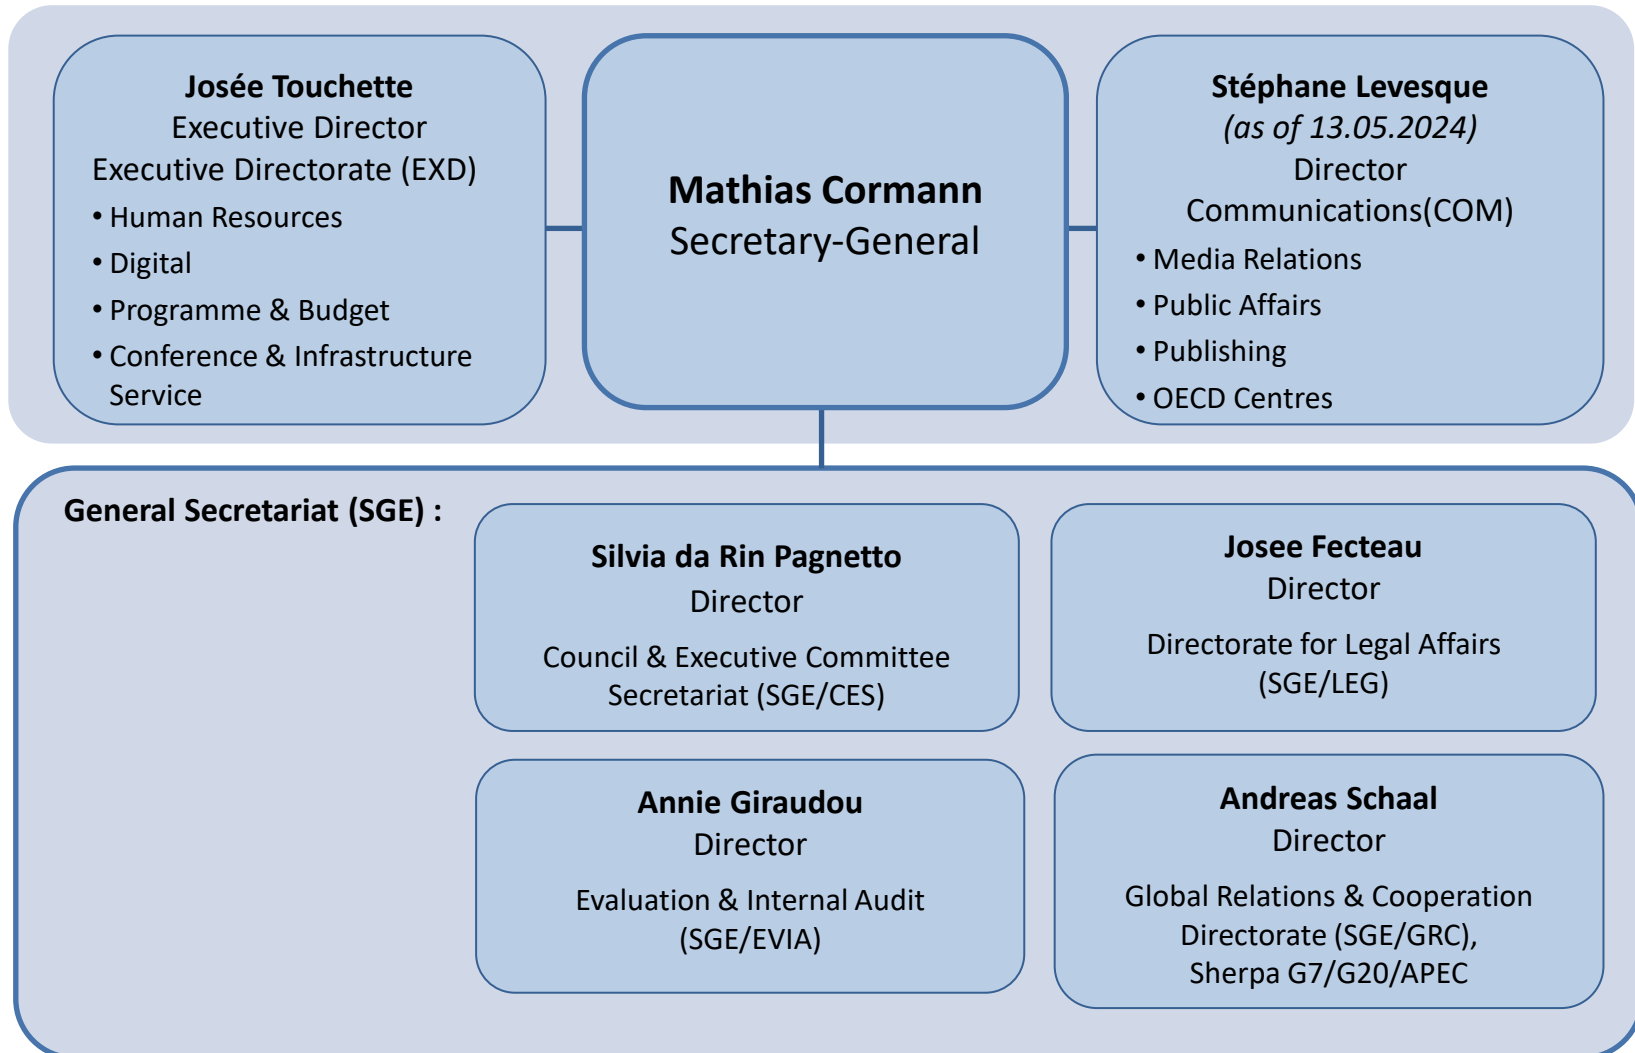 Josée Touchette
Executive Director
Executive Directorate (EXD)
• Human Resources
• Digital
• Programme & Budget
• Conference & Infrastructure
Service
Mathias Cormann
Secretary-General
Stéphane Levesque
(as of 13.05.2024)
Director
Communications(COM)
• Media Relations
• Public Affairs
• Publishing
• OECD Centres
General Secretariat (SGE) :
Silvia da Rin Pagnetto
Director
Council & Executive Committee
Secretariat (SGE/CES)
Josee Fecteau
Director
Directorate for Legal Affairs
(SGE/LEG)
Annie Giraudou
Director
Evaluation & Internal Audit
(SGE/EVIA)
Andreas Schaal
Director
Global Relations & Cooperation
Directorate (SGE/GRC),
Sherpa G7/G20/APEC